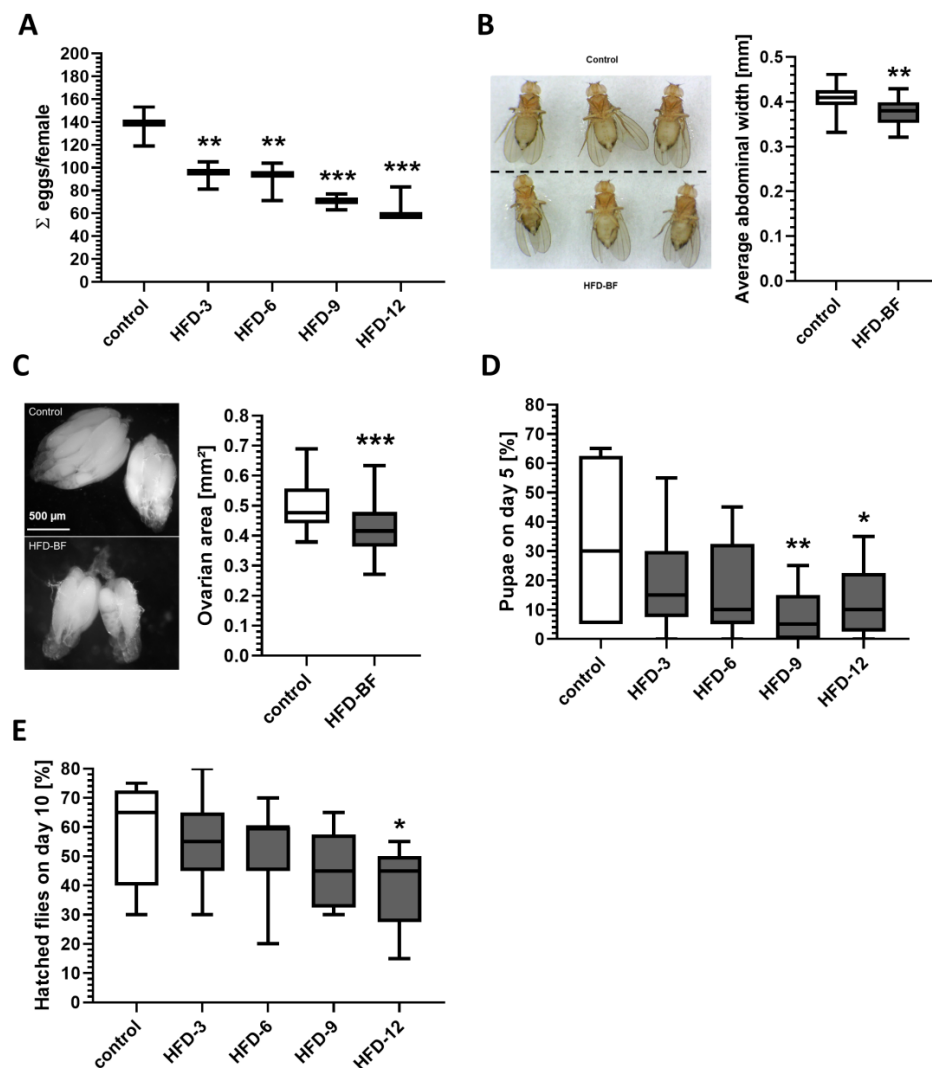 A
Σ eggs/female
200
180
160
140
120
100
80
60
40
20
0
**
**
***
***
control
HFD-3
HFD-6
HFD-9
HFD-12
B
Control
HFD-BF
Average abdominal width [mm]
0.5
0.4
0.3
0.2
0.1
0.0
**
control
HFD-BF
C
Control
500 µm
HFD-BF
Ovarian area [mm²]
0.8
0.7
0.6
0.5
0.4
0.3
0.2
0.1
0.0
***
control
HFD-BF
D
Pupae on day 5 [%]
80
70
60
50
40
30
20
10
0
**
*
control
HFD-3
HFD-6
HFD-9
HFD-12
E
Hatched flies on day 10 [%]
80
70
60
50
40
30
20
10
0
*
control
HFD-3
HFD-6
HFD-9
HFD-12